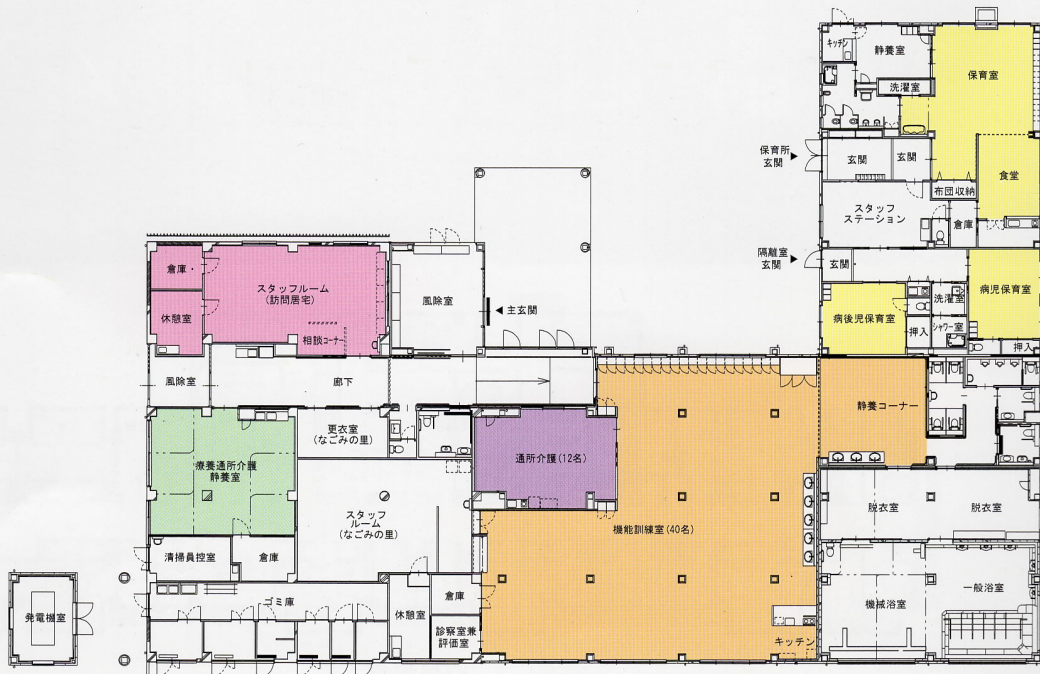 キッチン
静養室
洗濯室
保育室
保育所
玄関
玄関
玄関
食堂
布団収納
スタッフ
ステーション
倉庫
隔離室
玄関
玄関
洗濯室
病児保育室
病後児保育室
押入
シャワー室
押入
倉庫
休憩室
スタッフルーム
(訪問居宅)
相談コーナー
風除室
主玄関
風除室
廊下
更衣室
(なごみの里)
静養コーナー
療養通所介護
静養室
通所介護(12名)
スタッフ
ルーム
(なごみの里)
機能訓練室(40名)
脱衣室
脱衣室
清掃員控室
倉庫
発電機室
ゴミ庫
休憩室
倉庫
診察室兼
評価室
キッチン
機械浴室
一般浴室